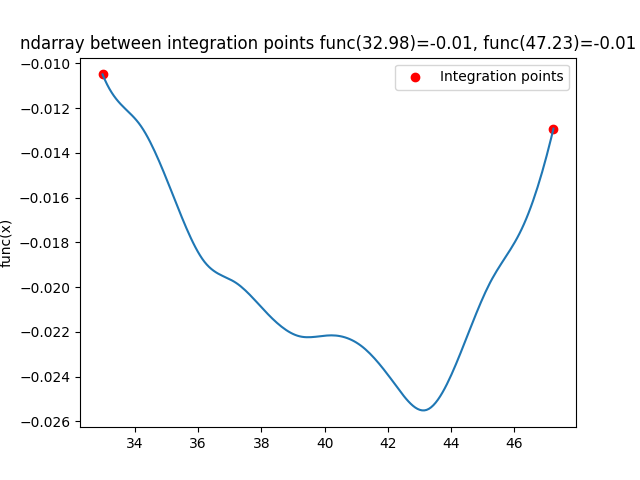 ndarray between integration points func(32.98)=-0.01, func(47.23)=-0.01
Integration points
func(x)
−0.010
−0.012
−0.014
−0.016
−0.018
−0.020
−0.022
−0.024
−0.026
34 36 38 40 42 44 46